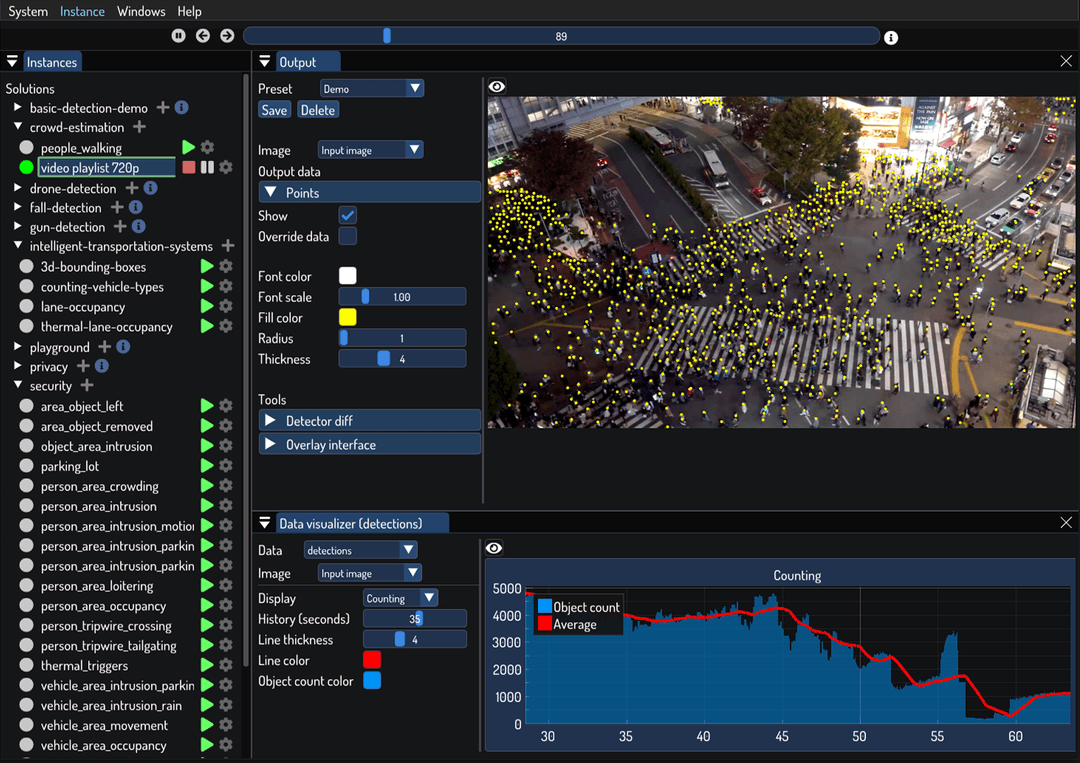 System Instance Windows Help
89
Instances
Solutions
basic-detection-demo
crowd-estimation
people_walking
video playlist 720p
drone-detection
fall-detection
gun-detection
intelligent-transportation-systems
3d-bounding-boxes
counting-vehicle-types
lane-occupancy
thermal-lane-occupancy
playground
privacy
security
area_object_left
area_object_removed
object_area_intrusion
parking_lot
person_area_crowding
person_area_intrusion
person_area_intrusion_motion
person_area_intrusion_parkin
person_area_intrusion_parkin
person_area_loitering
person_area_occupancy
person_tripwire_crossing
person_tripwire_tailgating
thermal_triggers
vehicle_area_intrusion_parkin
vehicle_area_intrusion_rain
vehicle_area_movement
vehicle_area_occupancy
Output
Preset Demo
Save Delete
Image Input image
Output data
Points
Show
Override data
Font color
Font scale 1.00
Fill color
Radius 1
Thickness 4
Tools
Detector diff
Overlay interface
AGAINST
THE PAIN
NOW ON
SALE
Data visualizer (detections)
Data detections
Image Input image
Display Counting
History (seconds) 35
Line thickness 4
Line color
Object count color
Counting
5000
4000
3000
2000
1000
0
Object count
Average
30 35 40 45 50 55 60